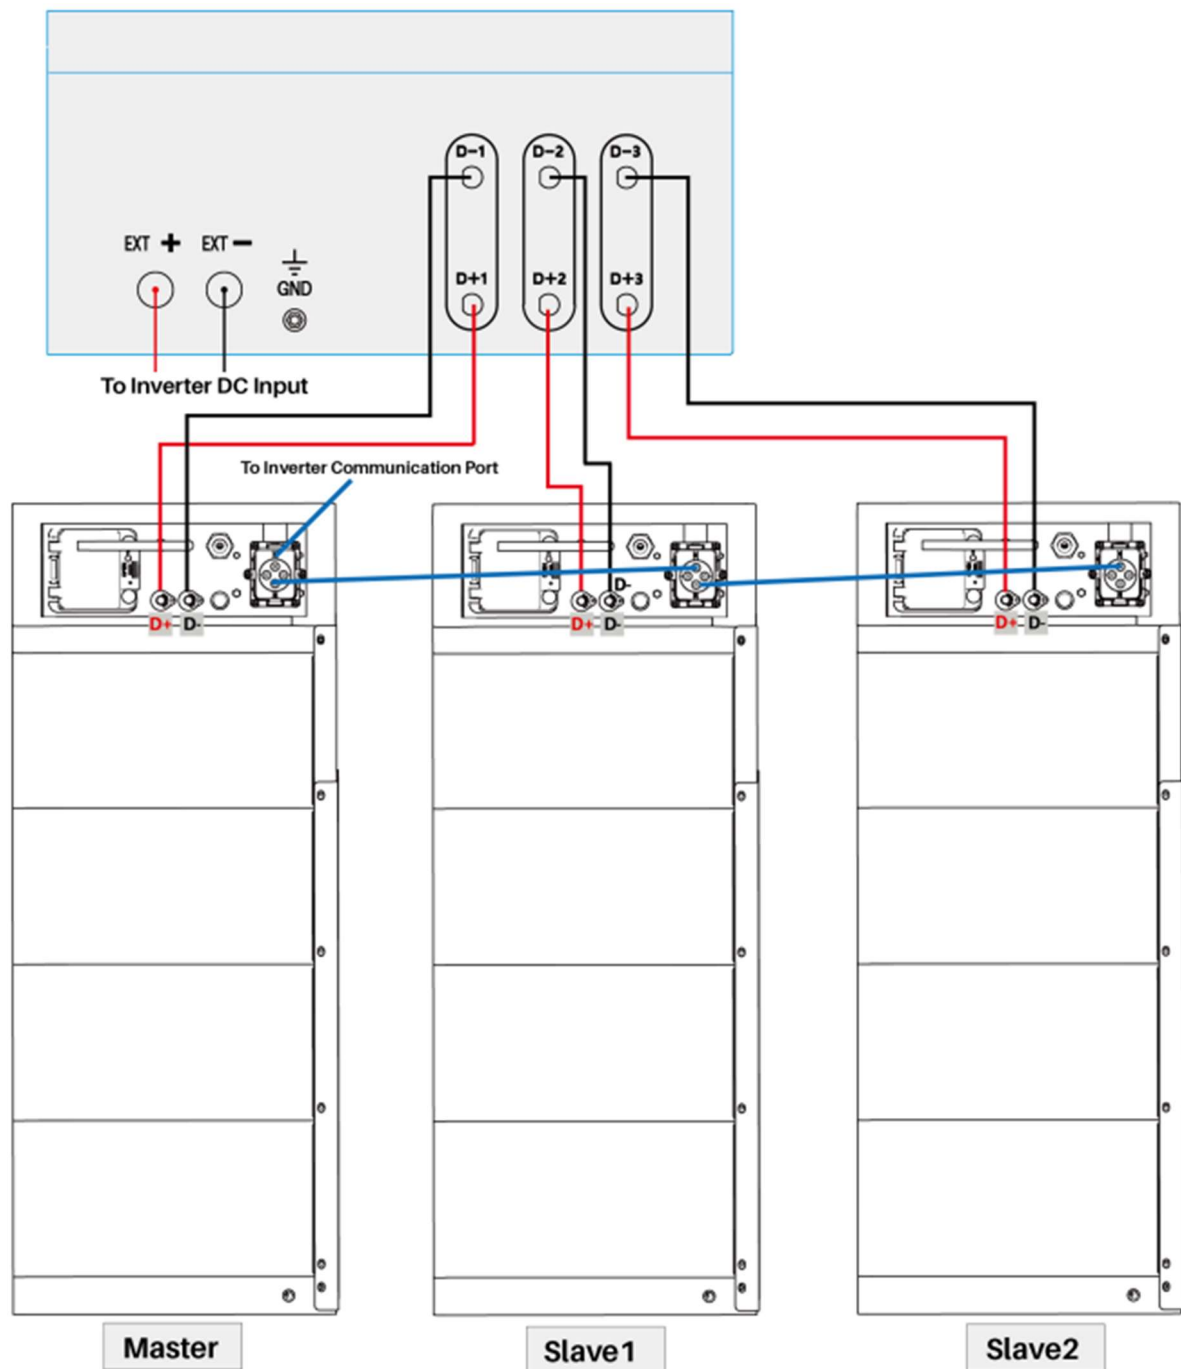 D-1 D-2 D-3
EXT + EXT -
D+1 D+2 D+3
GND
To Inverter DC Input
To Inverter Communication Port
D-
D+ D- D+ D- D+ D-
Master Slave1 Slave2